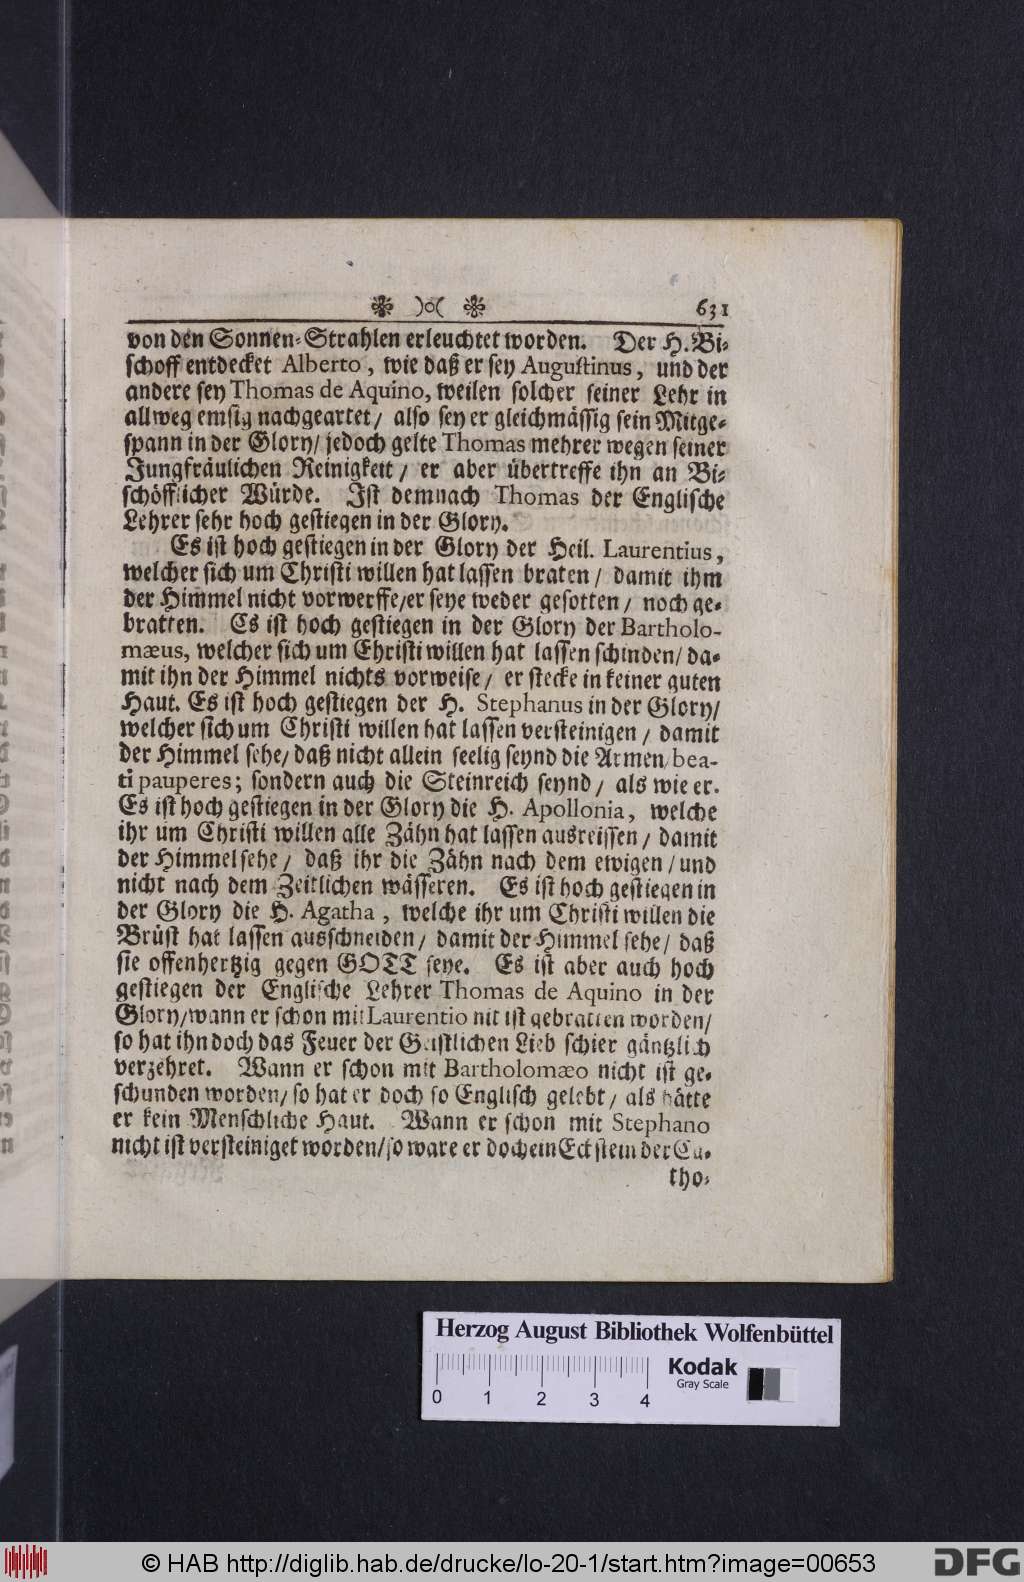 631
von den Sonnen-Strahlen erleuchtet worden. Der H. Bi-
schoff entdecket Alberto, wie daß er sey Augustinus, und der
andere sey Thomas de Aquino, weilen solcher seiner Lehr in
allweg emsig nachgeartet/ also sey er gleichmässig sein Mitge-
spann in der Glory/ jedoch gelte Thomas mehrer wegen seiner
Jungfräulichen Reinigkeit/ er aber übertreffe ihn an Bi-
schöfflicher Würde. Ist demnach Thomas der Englische
Lehrer sehr hoch gestiegen in der Glory.
Es ist hoch gestiegen in der Glory der Heil. Laurentius,
welcher sich um Christi willen hat lassen braten/ damit ihm
der Himmel nicht vorwerffe/ er seye weder gesotten/ noch ge-
bratten. Es ist hoch gestiegen in der Glory der Bartholo-
mæus, welcher sich um Christi willen hat lassen schinden/ da-
mit ihn der Himmel nichts vorweise/ er stecke in keiner guten
Haut. Es ist hoch gestiegen der H. Stephanus in der Glory/
welcher sich um Christi willen hat lassen versteinigen/ damit
der Himmel sehe/ daß nicht allein seelig seynd die Armen/ bea-
ti pauperes; sondern auch die Steinreich seynd/ als wie er.
Es ist hoch gestiegen in der Glory die H. Apollonia, welche
ihr um Christi willen alle Zähn hat lassen ausreissen/ damit
der Himmel sehe/ daß ihr die Zähn nach dem ewigen/ und
nicht nach dem Zeitlichen wässeren. Es ist hoch gestiegen in
der Glory die H. Agatha, welche ihr um Christi willen die
Brüst hat lassen ausschneiden/ damit der Himmel sehe/ daß
sie offenhertzig gegen GOTT seye. Es ist aber auch hoch
gestiegen der Englische Lehrer Thomas de Aquino in der
Glory/ wann er schon mit Laurentio nit ist gebratten worden/
so hat ihn doch das Feuer der Geistlichen Lieb schier gäntzlich
verzehret. Wann er schon mit Bartholomæo nicht ist ge-
schunden worden/ so hat er doch so Englisch gelebt/ als hätte
er kein Menschliche Haut. Wann er schon mit Stephano
nicht ist versteiniget worden/ so ware er doch ein Eckstein der Ca-
tho-
Herzog August Bibliothek Wolfenbüttel
Kodak
Gray Scale
0 1 2 3 4
© HAB http://diglib.hab.de/drucke/lo-20-1/start.htm?image=00653
DFG